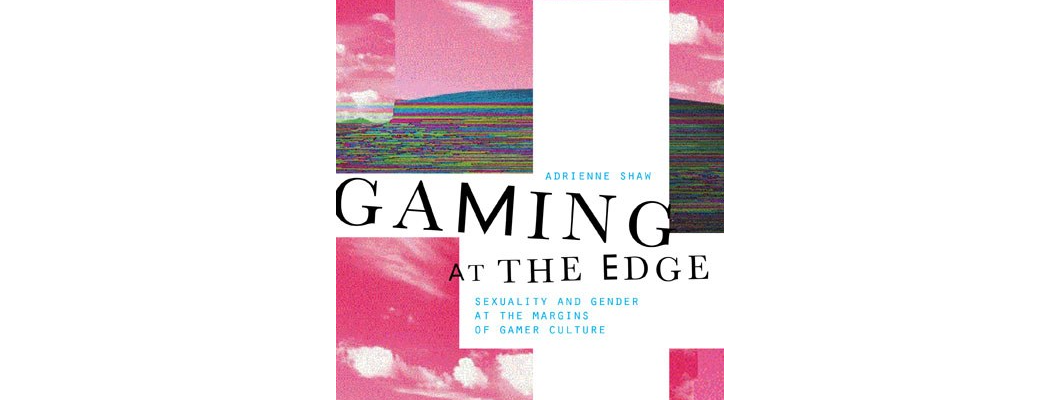 ADRIENNE SHAW
GAMING
AT THE EDGE
SEXUALITY AND GENDER
AT THE MARGINS
OF GAMER CULTURE